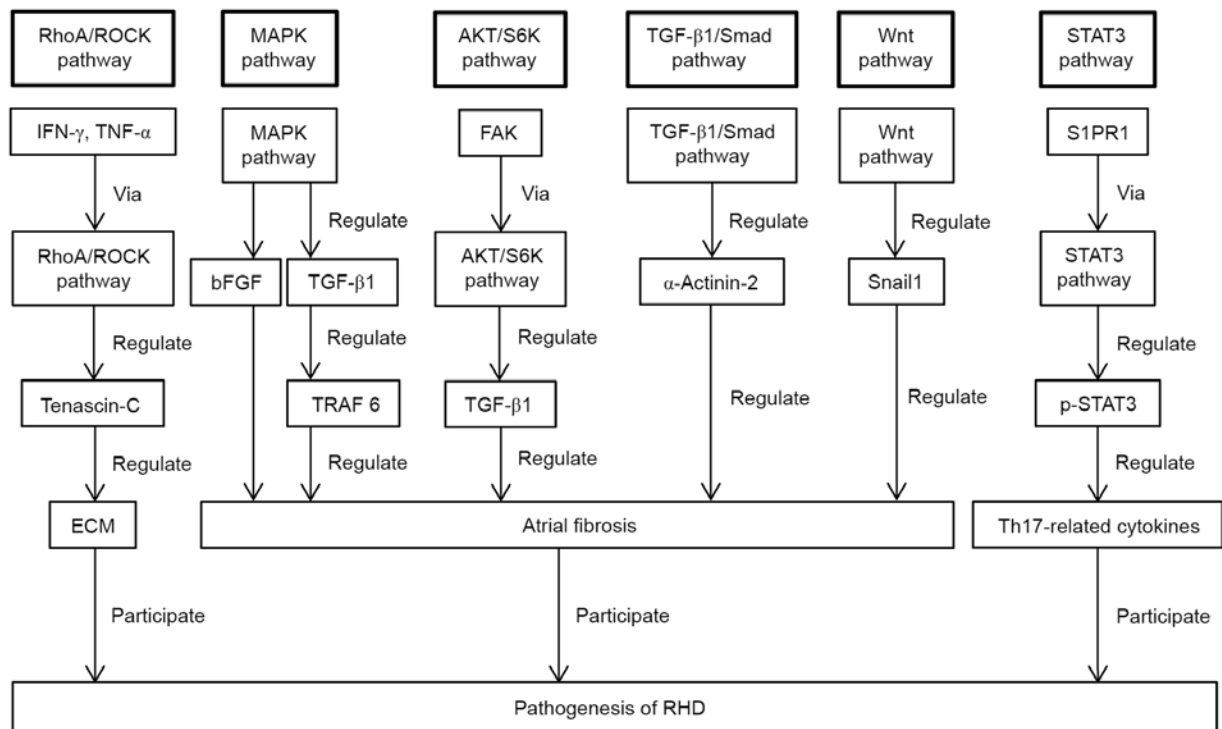 RhoA/ROCK
pathway
MAPK
pathway
AKT/S6K
pathway
TGF-β1/Smad
pathway
Wnt
pathway
STAT3
pathway
IFN-γ, TNF-α
MAPK
pathway
FAK
TGF-β1/Smad
pathway
Wnt
pathway
S1PR1
Via
Regulate
Via
Regulate
Regulate
Via
RhoA/ROCK
pathway
bFGF
TGF-β1
AKT/S6K
pathway
α-Actinin-2
Snail1
STAT3
pathway
Regulate
Regulate
Regulate
Regulate
Tenascin-C
TRAF 6
TGF-β1
Regulate
Regulate
p-STAT3
Regulate
Regulate
Regulate
Regulate
ECM
Atrial fibrosis
Th17-related cytokines
Participate
Participate
Participate
Pathogenesis of RHD